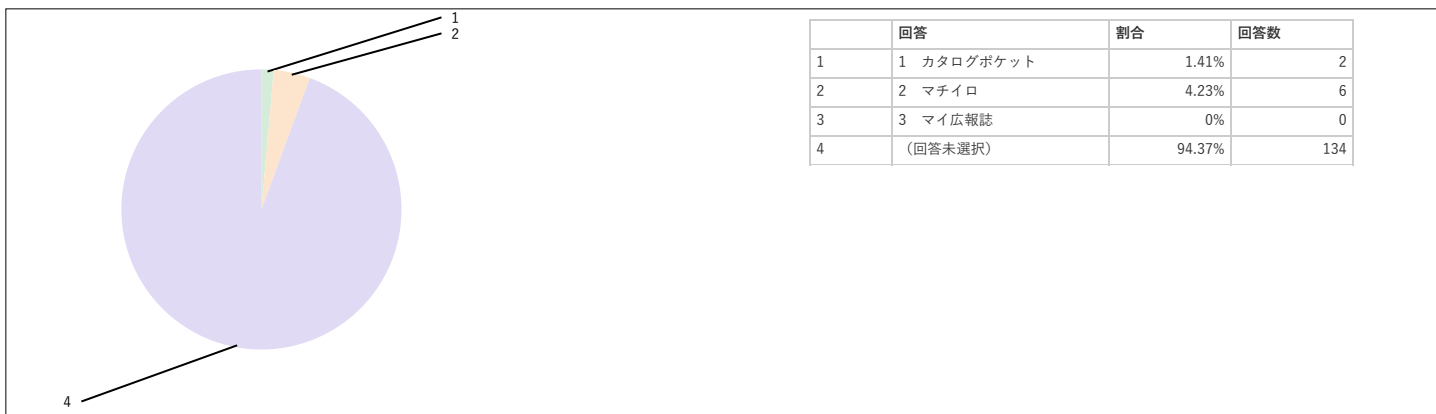 1
2
4
回答 割合 回答数
1 1 カタログポケット 1.41% 2
2 2 マチイロ 4.23% 6
3 3 マイ広報誌 0% 0
4 （回答未選択） 94.37% 134